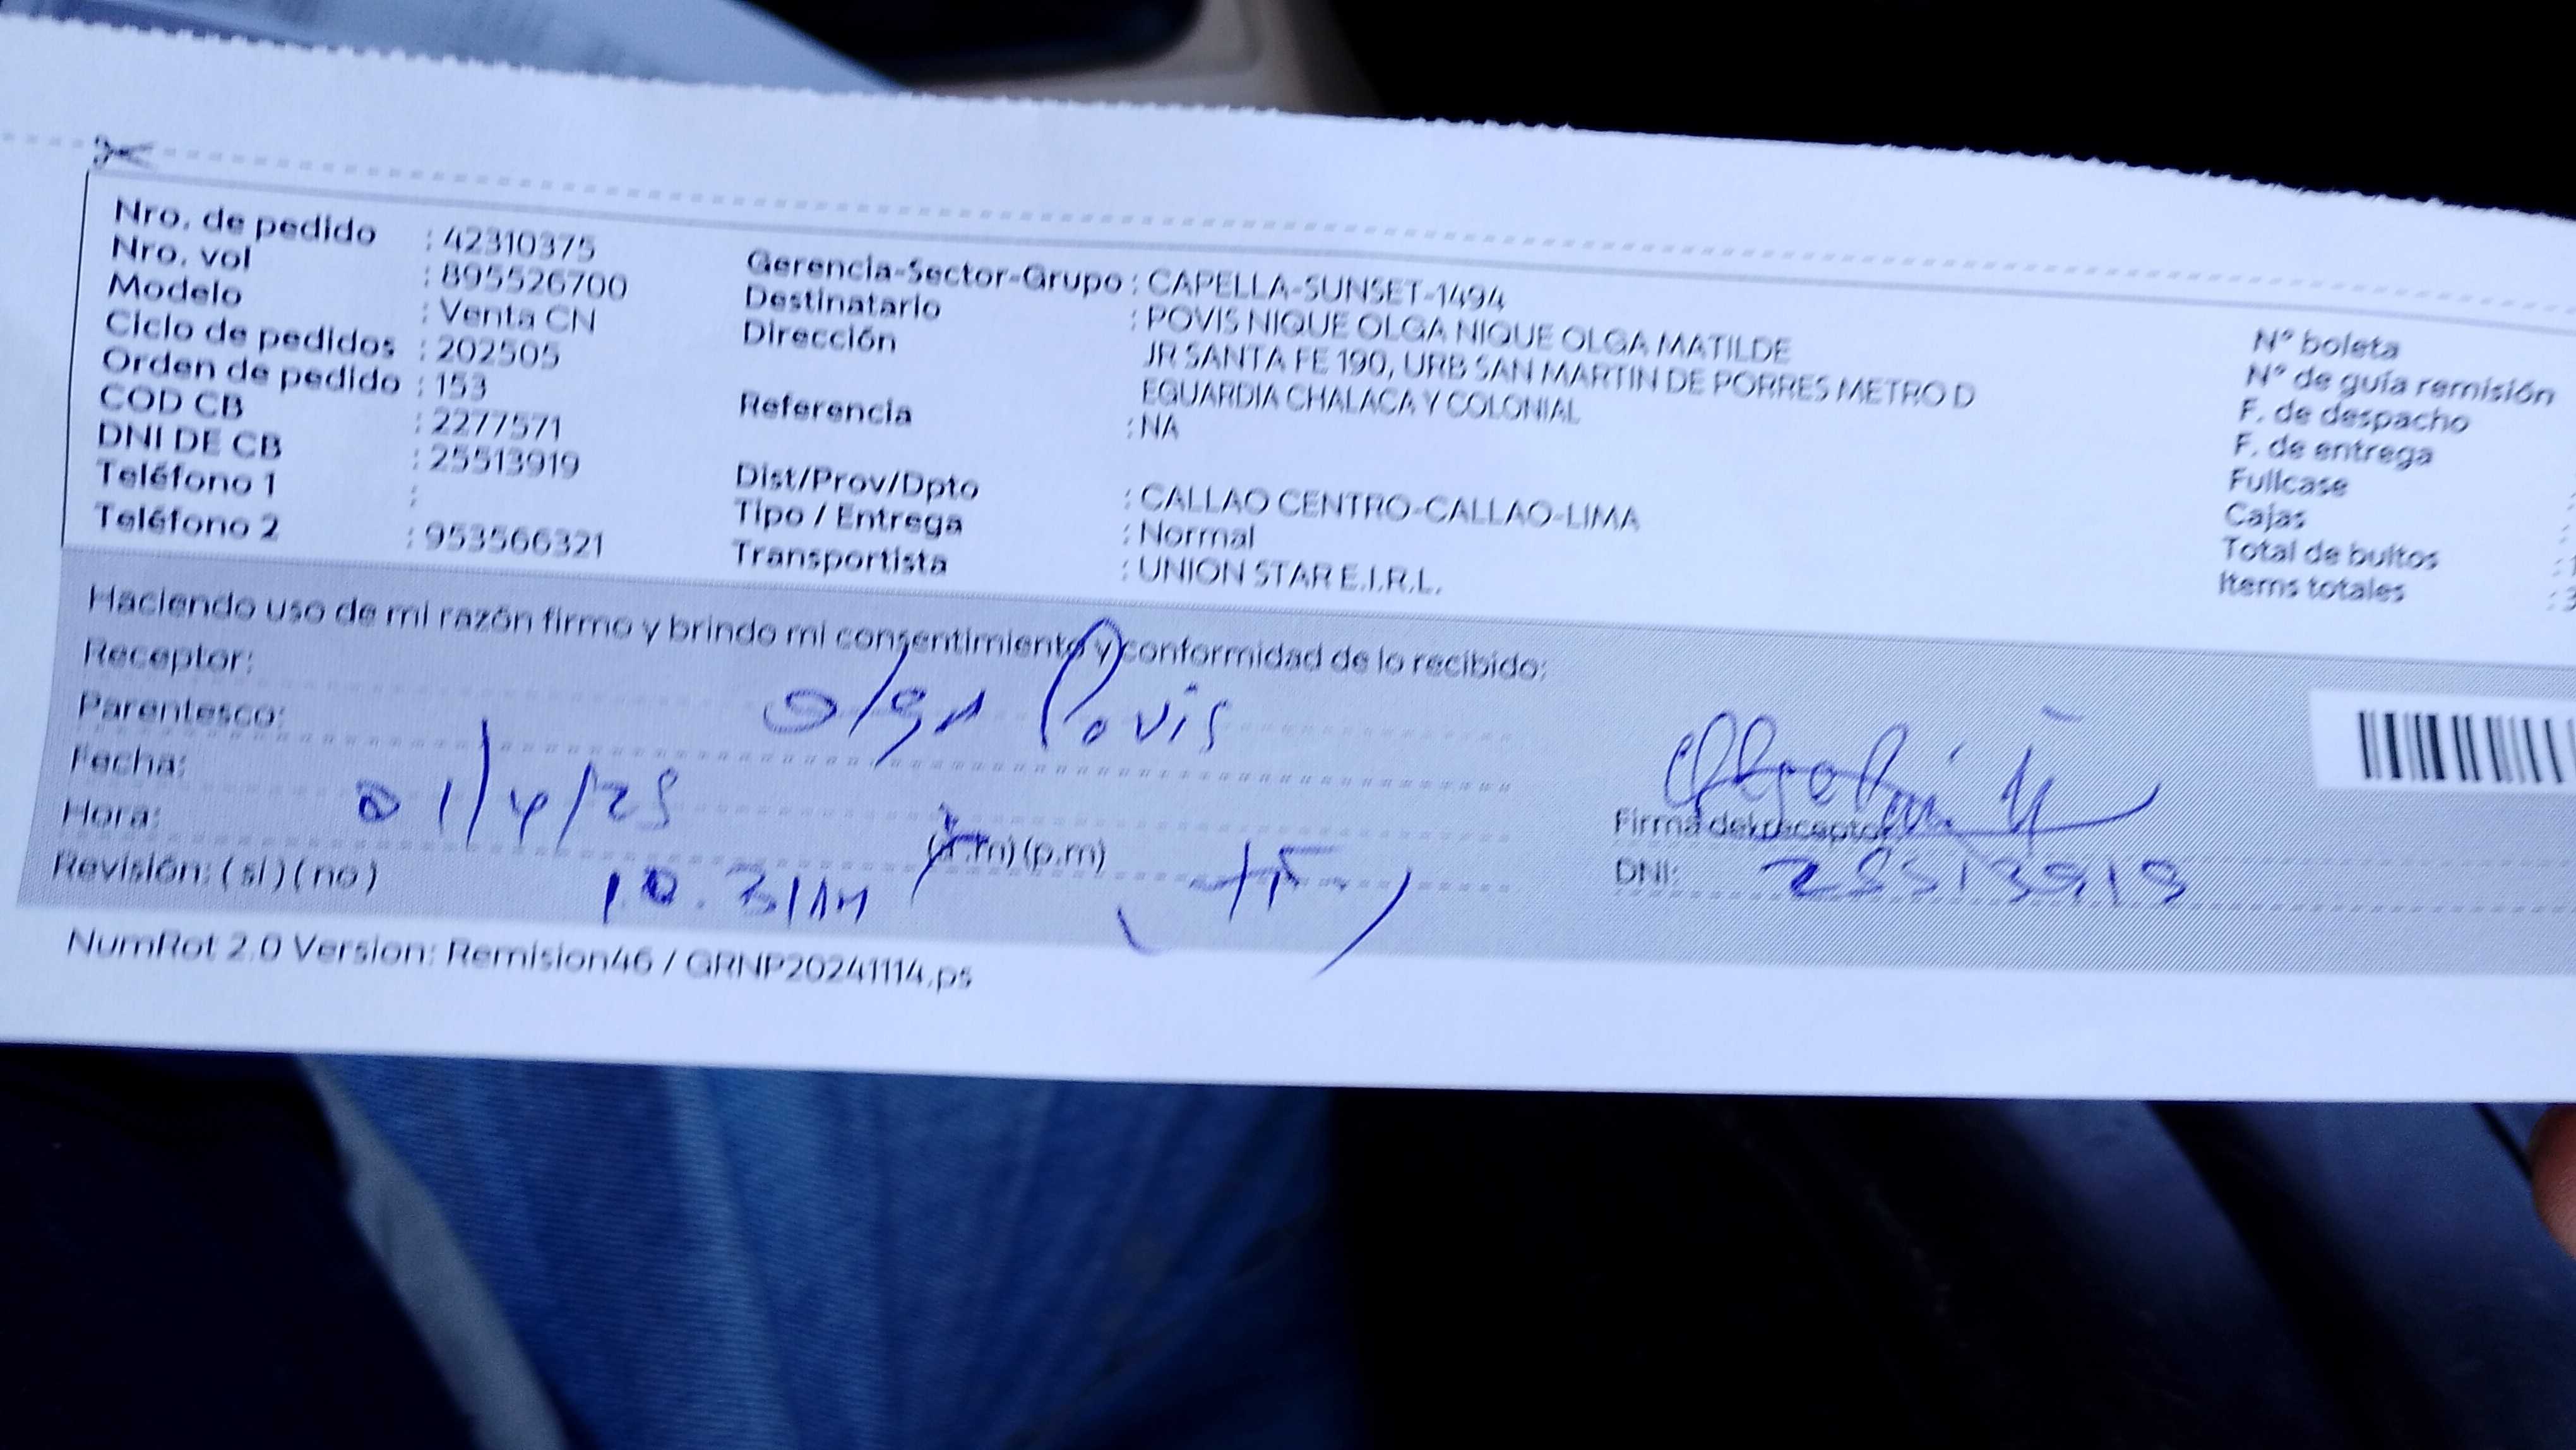 Nro. de pedido : 42310375
Nro. vol : 895526700
Modelo : Venta CN
Ciclo de pedidos : 202505
Orden de pedido : 153
COD CB : 2277571
DNI DE CB : 25513919
Teléfono 1 :
Teléfono 2 : 953566321
Gerencia-Sector-Grupo : CAPELLA-SUNSET-1494
Destinatario : POVIS NIQUE OLGA NIQUE OLGA MATILDE
Dirección JR SANTA FE 190, URB SAN MARTIN DE PORRES METRO D
EGUARDIA CHALACA Y COLONIAL
Referencia : NA
Dist/Prov/Dpto : CALLAO CENTRO-CALLAO-LIMA
Tipo / Entrega : Normal
Transportista : UNION STAR E.I.R.L.
N° boleta
N° de guía remisión
F. de despacho
F. de entrega
Fullcase
Cajas
Total de bultos : 1
Items totales : 3
Haciendo uso de mi razón firmo y brindo mi consentimiento y conformidad de lo recibido:
Receptor: Olga Povis
Parentesco:
Fecha: 01/4/25
Hora: 10.31AM (a.m) (p.m)
Revisión: ( si ) ( no )
Firma del receptor
DNI: 25513919
NumRot 2.0 Version: Remision46 / GRNP20241114.ps